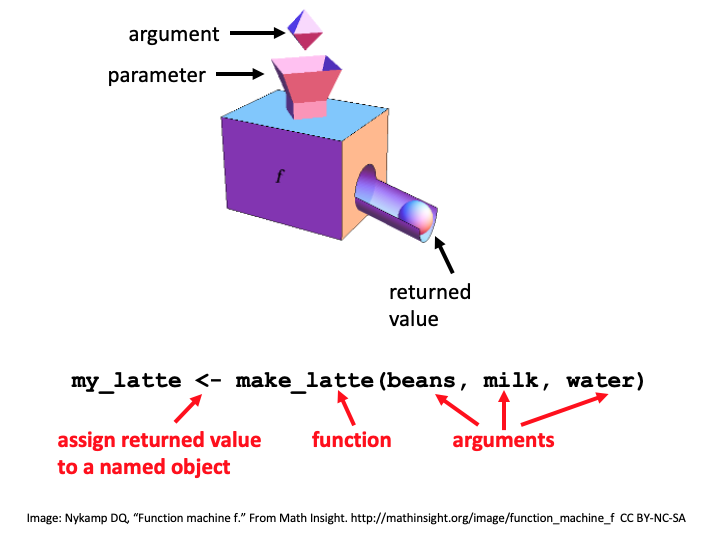 argument
parameter
f
returned
value
my_latte <- make_latte(beans, milk, water)
assign returned value
to a named object
function
arguments
Image: Nykamp DQ, “Function machine f.” From Math Insight. http://mathinsight.org/image/function_machine_f CC BY-NC-SA